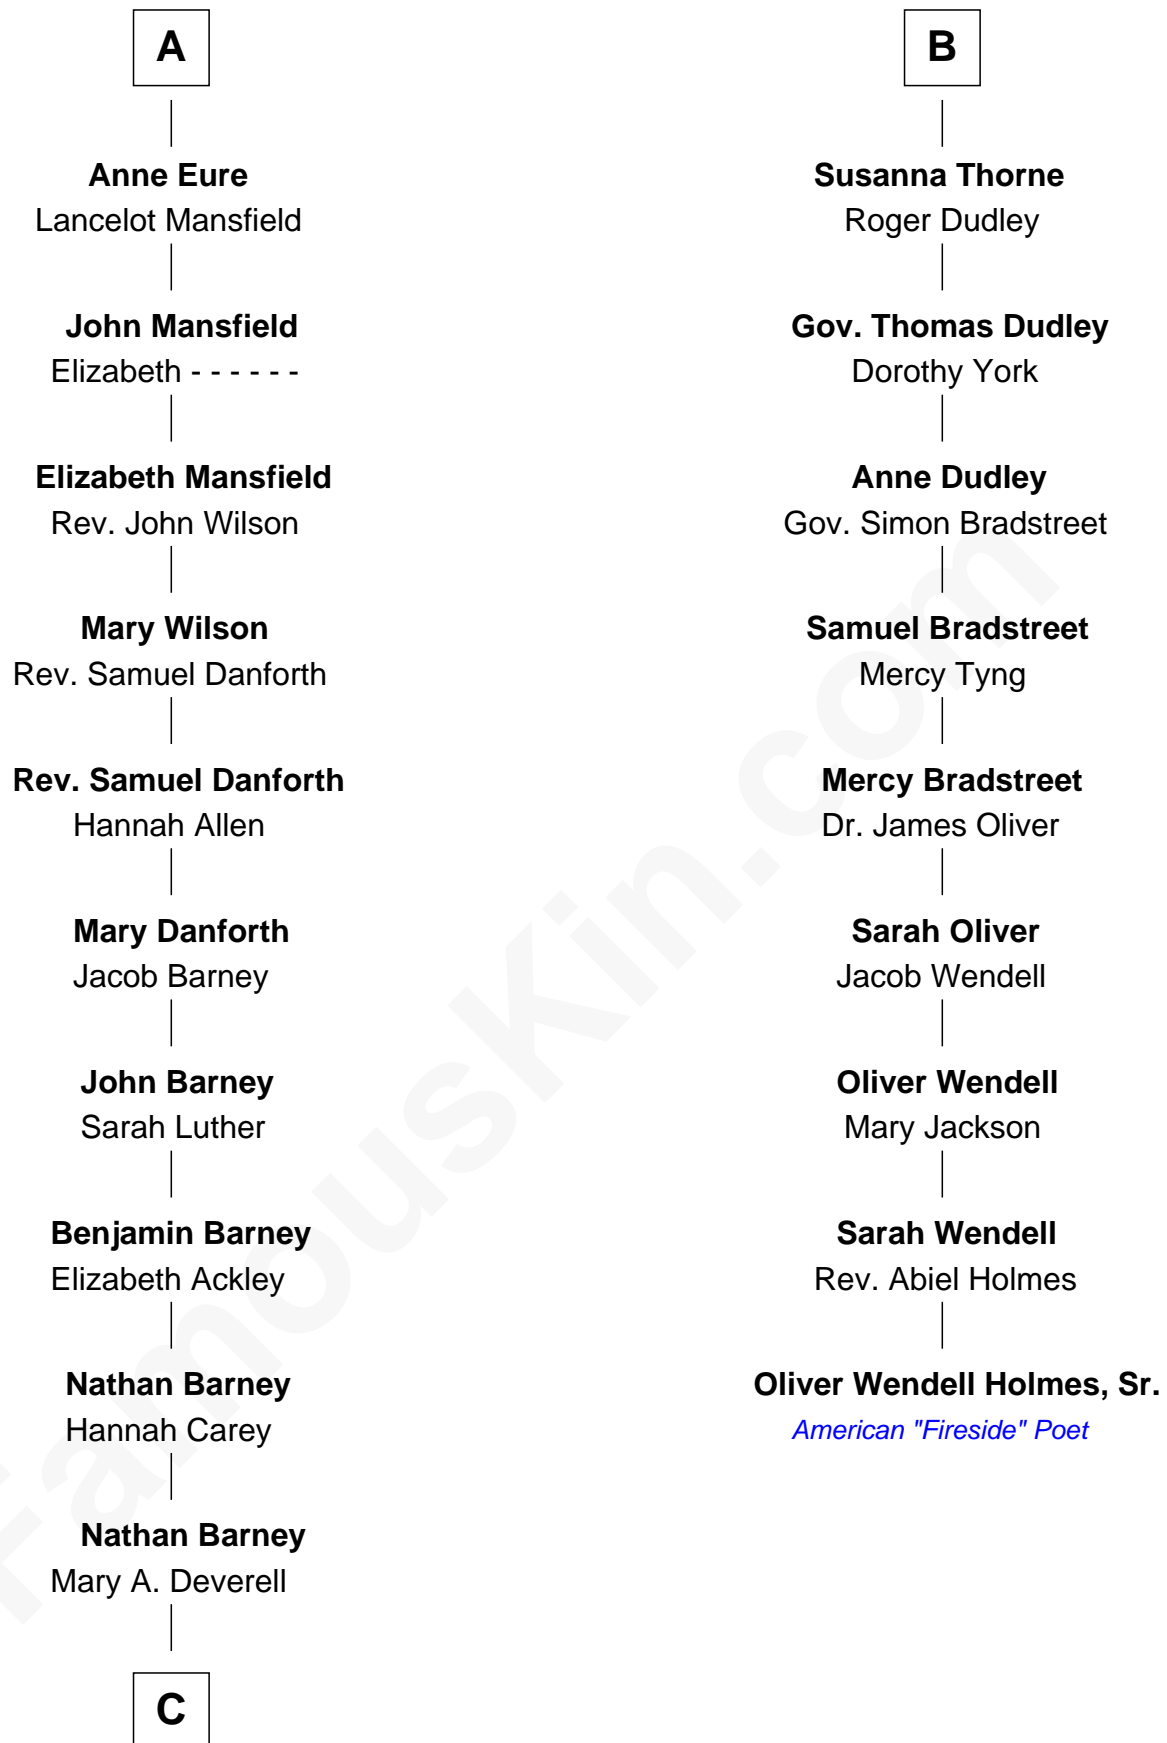 A
Anne Eure
Lancelot Mansfield
John Mansfield
Elizabeth - - - - - -
Elizabeth Mansfield
Rev. John Wilson
Mary Wilson
Rev. Samuel Danforth
Rev. Samuel Danforth
Hannah Allen
Mary Danforth
Jacob Barney
John Barney
Sarah Luther
Benjamin Barney
Elizabeth Ackley
Nathan Barney
Hannah Carey
Nathan Barney
Mary A. Deverell
C
B
Susanna Thorne
Roger Dudley
Gov. Thomas Dudley
Dorothy York
Anne Dudley
Gov. Simon Bradstreet
Samuel Bradstreet
Mercy Tyng
Mercy Bradstreet
Dr. James Oliver
Sarah Oliver
Jacob Wendell
Oliver Wendell
Mary Jackson
Sarah Wendell
Rev. Abiel Holmes
Oliver Wendell Holmes, Sr.
American "Fireside" Poet
FamousKin.com